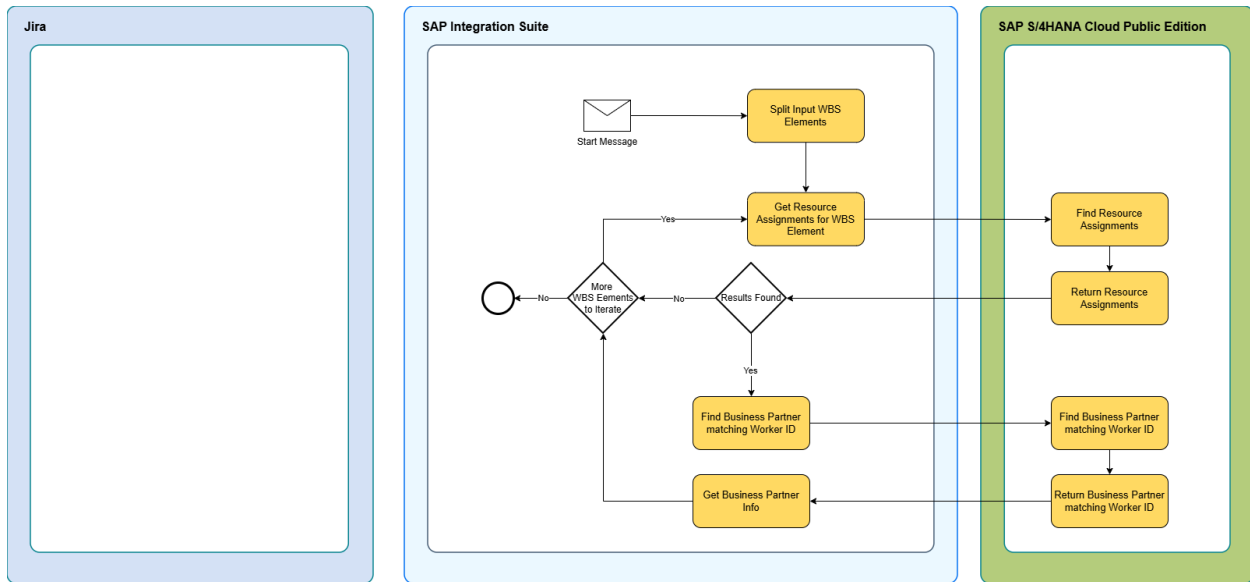 Jira
SAP Integration Suite
SAP S/4HANA Cloud Public Edition
Start Message
Split Input WBS
Elements
Yes
Get Resource
Assignments for WBS
Element
Find Resource
Assignments
No
More
WBS Eements
to Iterate
No
Results Found
Return Resource
Assignments
Yes
Find Business Partner
matching Worker ID
Find Business Partner
matching Worker ID
Get Business Partner
Info
Return Business Partner
matching Worker ID